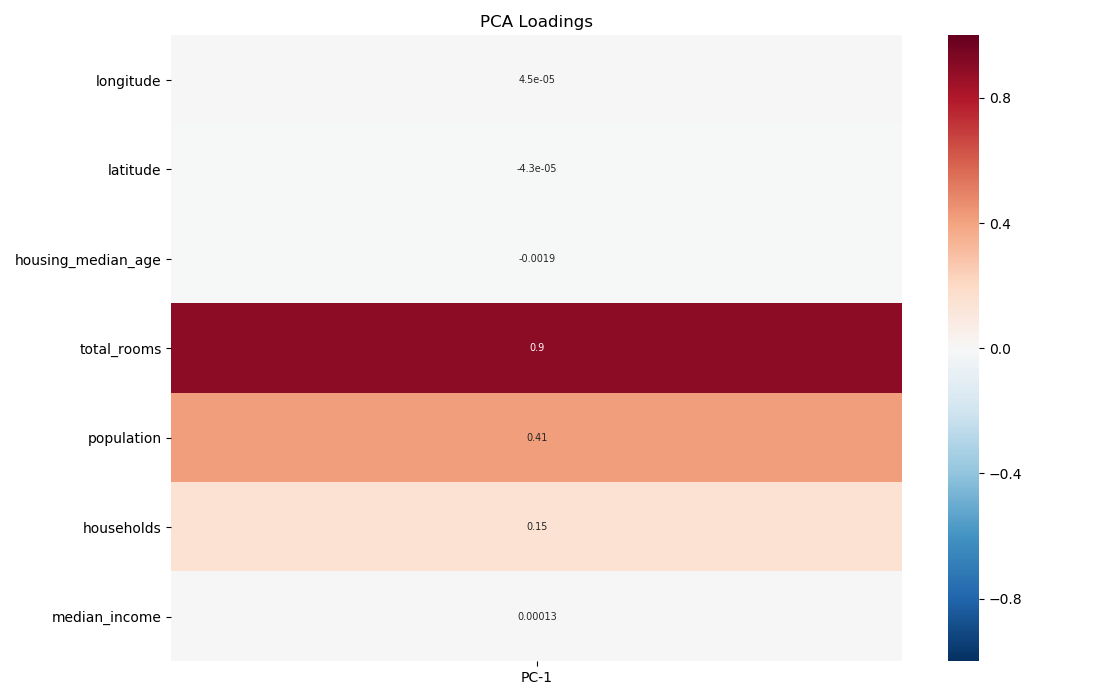 PCA Loadings
longitude
4.5e-05
latitude
-4.3e-05
housing_median_age
-0.0019
total_rooms
0.9
population
0.41
households
0.15
median_income
0.00013
PC-1
0.8
0.4
0.0
−0.4
−0.8